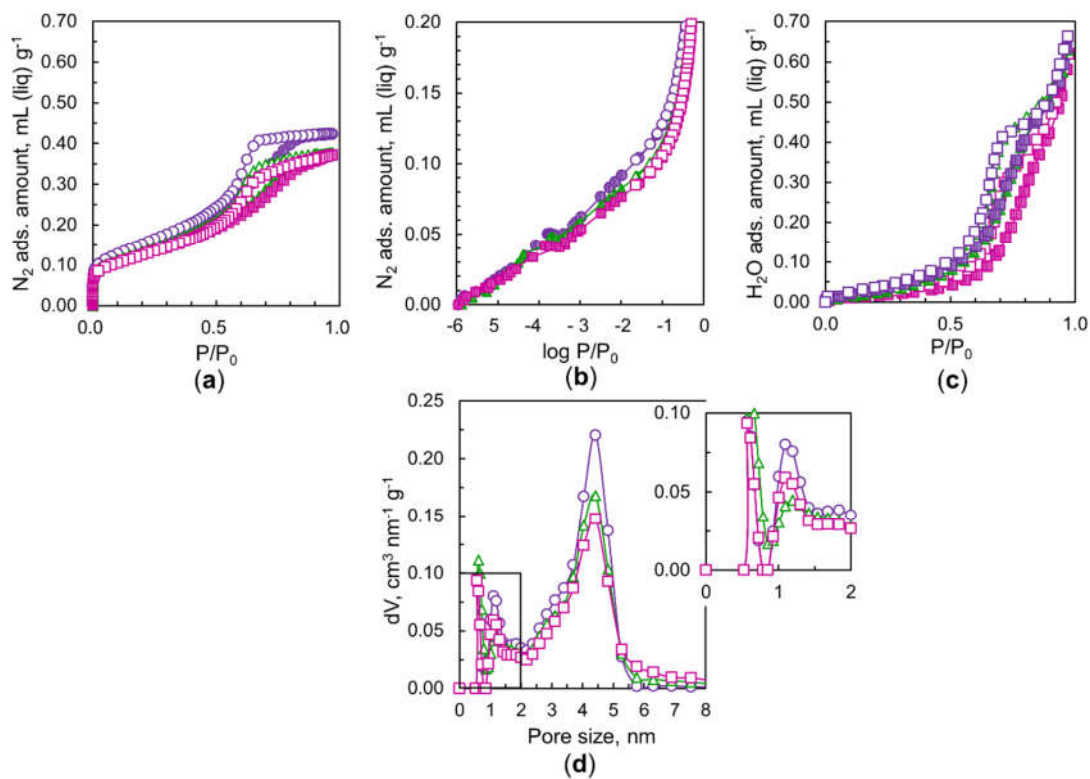 0.70
0.60
0.50
0.40
0.30
0.20
0.10
0.00
N₂ ads. amount, mL (liq) g⁻¹
0.0 0.5 1.0
P/P₀
(a)
0.20
0.15
0.10
0.05
0.00
N₂ ads. amount, mL (liq) g⁻¹
-6 5 -4 -3 -2 -1 0
log P/P₀
(b)
0.70
0.60
0.50
0.40
0.30
0.20
0.10
0.00
H₂O ads. amount, mL (liq) g⁻¹
0.0 0.5 1.0
P/P₀
(c)
0.25
0.20
0.15
0.10
0.05
0.00
dV, cm³ nm⁻¹ g⁻¹
0 1 2 3 4 5 6 7 8
Pore size, nm
0.10
0.05
0.00
0 1 2
(d)